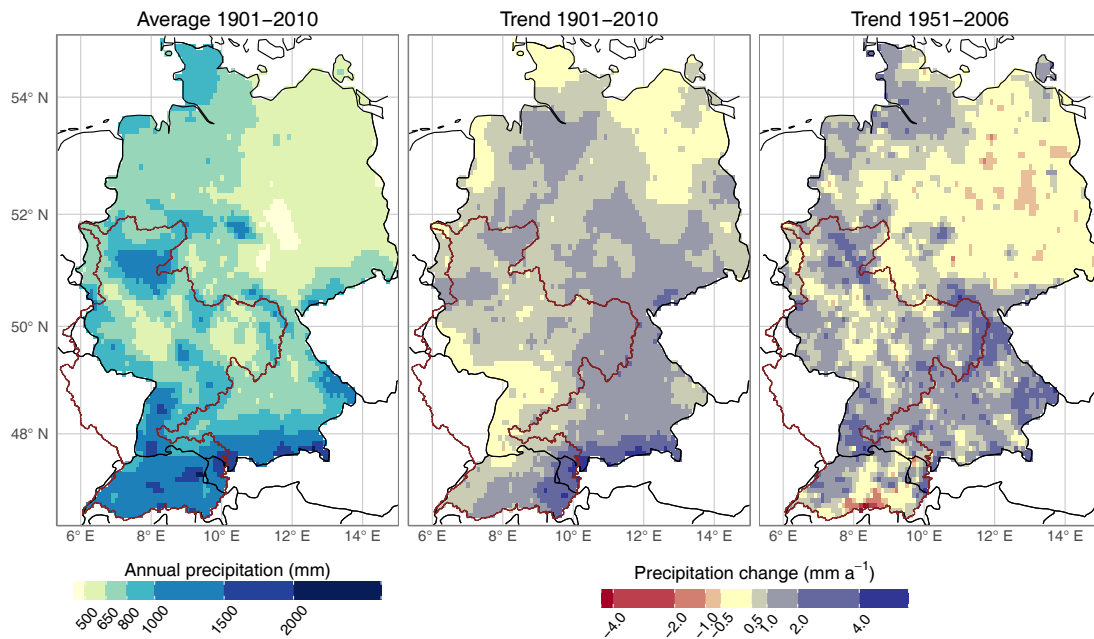 Average 1901−2010
Trend 1901−2010
Trend 1951−2006
54° N
52° N
50° N
48° N
6° E 8° E 10° E 12° E 14° E
6° E 8° E 10° E 12° E 14° E
6° E 8° E 10° E 12° E 14° E
Annual precipitation (mm)
500 650 800 1000 1500 2000
Precipitation change (mm a−1)
−4.0 −2.0 −1.0 −0.5 0.5 1.0 2.0 4.0